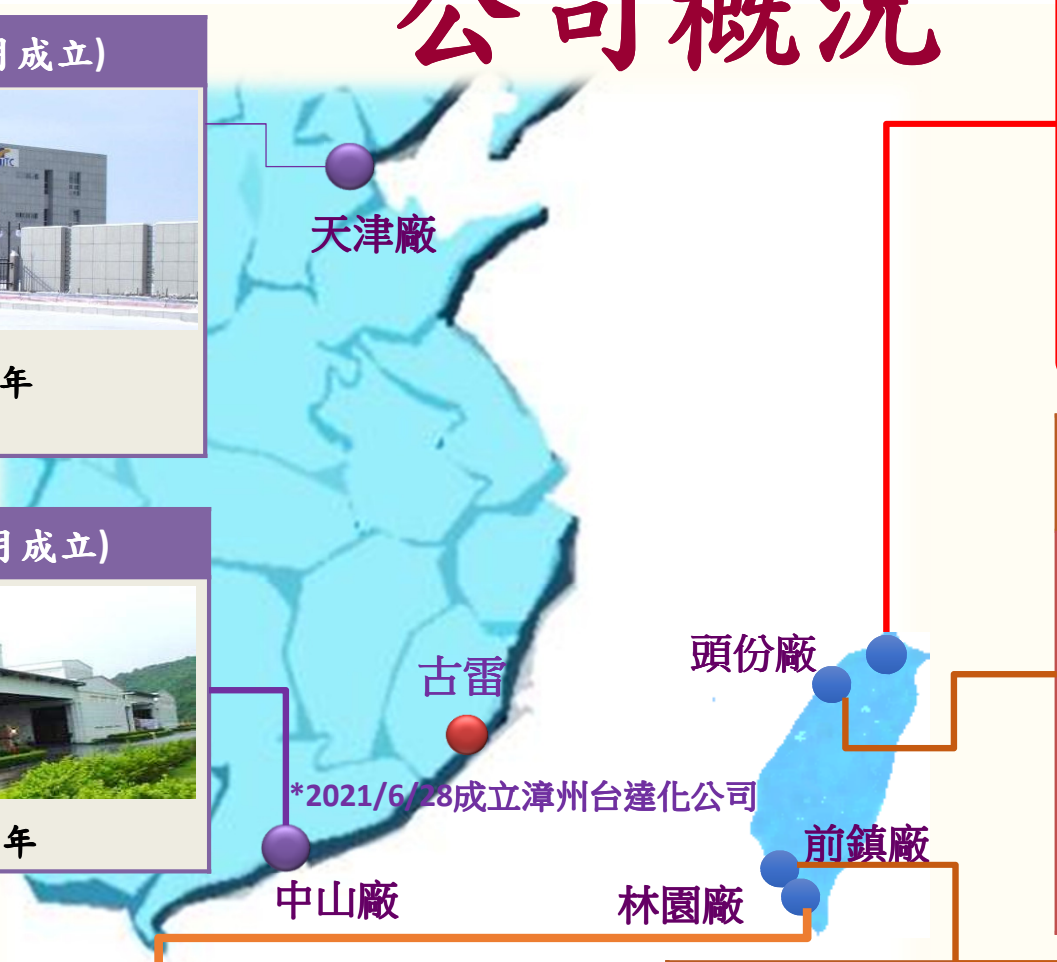 公司概況
月成立)
天津廠
年
月成立)
古雷
頭份廠
*2021/6/28成立漳州台達化公司
年
前鎮廠
中山廠
林園廠